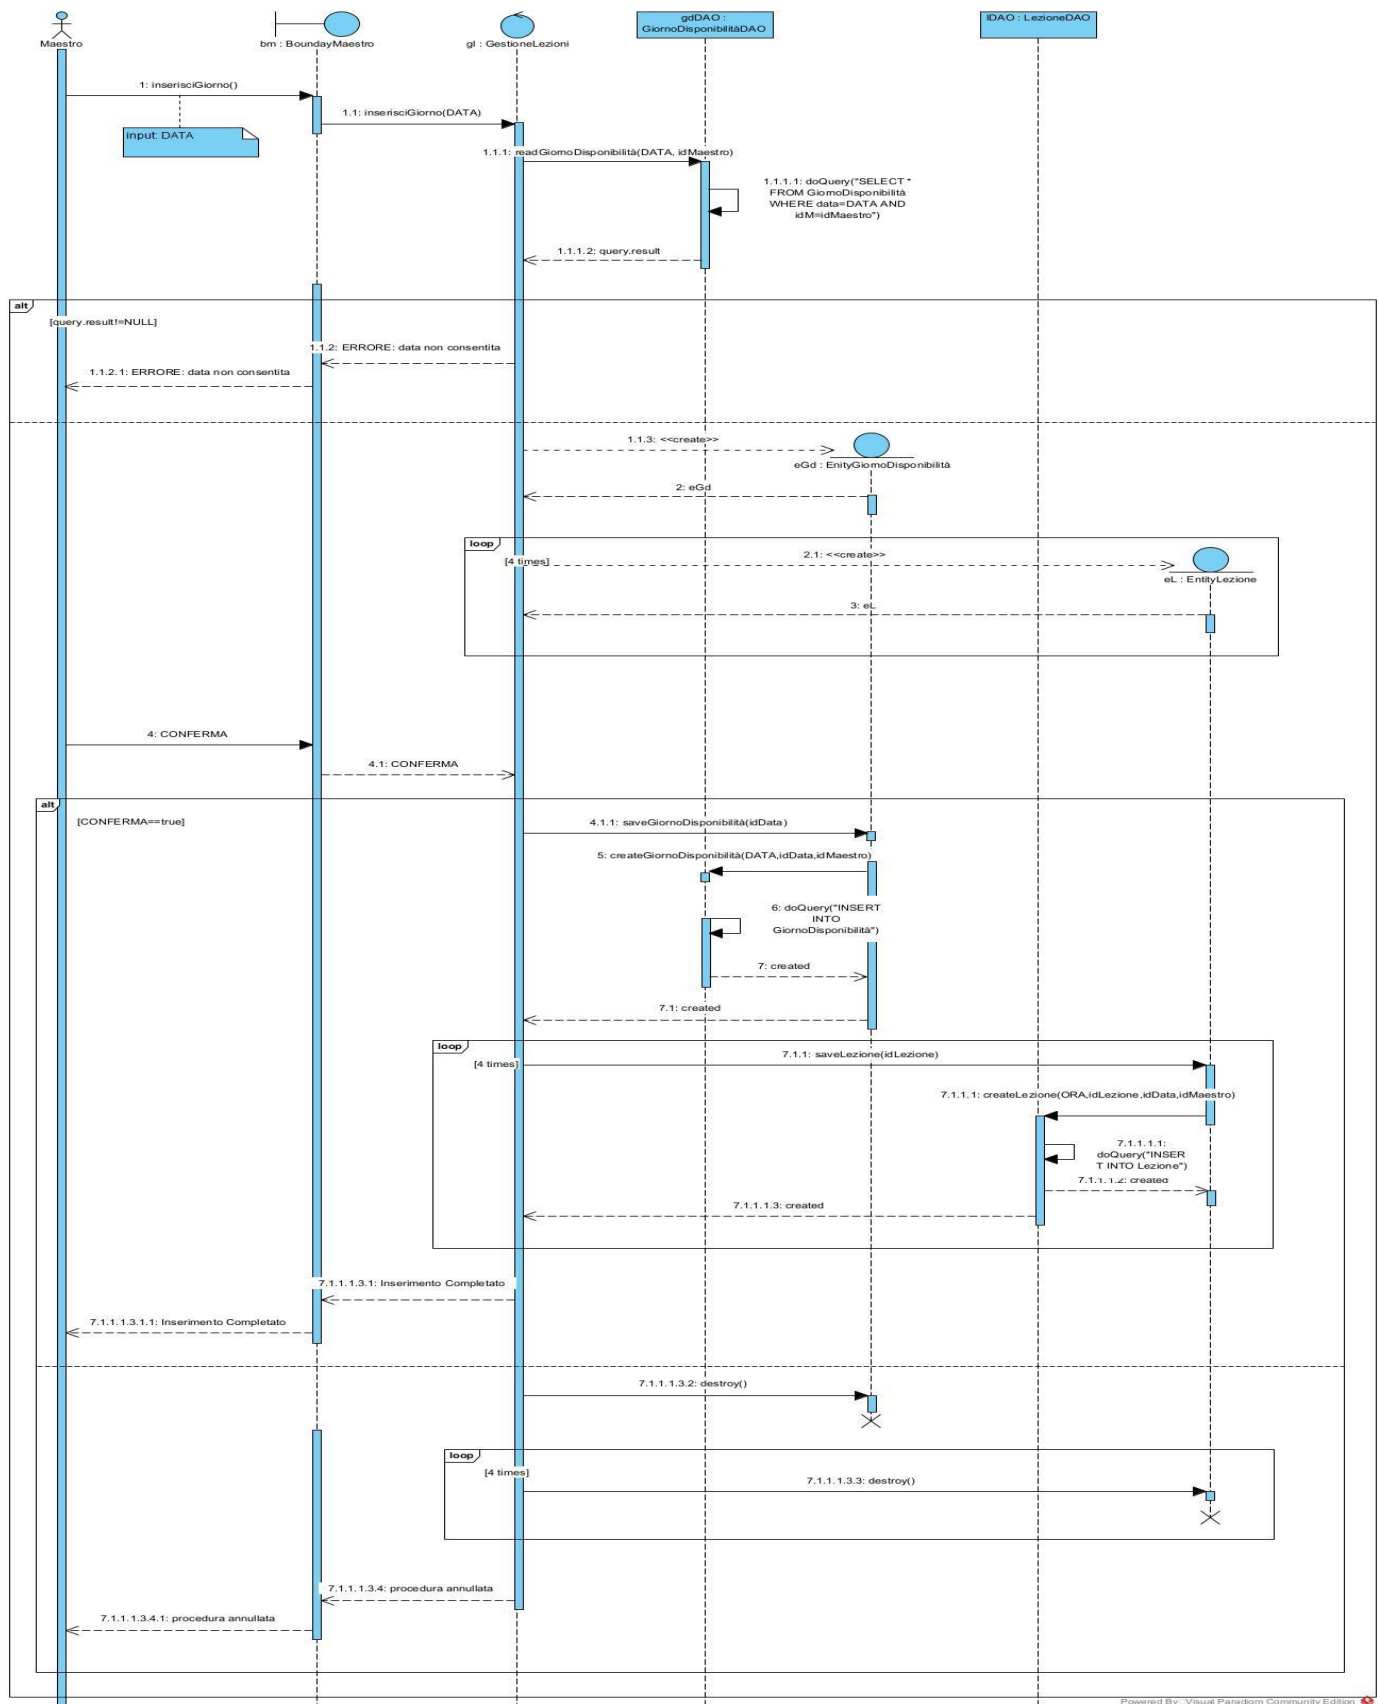 gdDAO :
GiornoDisponibilitàDAO
lDAO : LezioneDAO
Maestro
bm : BoundayMaestro
gl : GestioneLezioni
1: inserisciGiorno()
1.1: inserisciGiorno(DATA)
input: DATA
1.1.1: readGiornoDisponibilità(DATA, idMaestro)
1.1.1.1: doQuery("SELECT *
FROM GiornoDisponibilità
WHERE data=DATA AND
idM=idMaestro")
1.1.1.2: query.result
alt
[query.result!=NULL]
1.1.2: ERRORE: data non consentita
1.1.2.1: ERRORE: data non consentita
1.1.3: <<create>>
eGd : EnityGiornoDisponibilità
2: eGd
loop
[4 times]
2.1: <<create>>
eL : EntityLezione
3: eL
4: CONFERMA
4.1: CONFERMA
alt
[CONFERMA==true]
4.1.1: saveGiornoDisponibilità(idData)
5: createGiornoDisponibilità(DATA,idData,idMaestro)
6: doQuery("INSERT
INTO
GiornoDisponibilità")
7: created
7.1: created
loop
[4 times]
7.1.1: saveLezione(idLezione)
7.1.1.1: createLezione(ORA,idLezione,idData,idMaestro)
7.1.1.1.1:
doQuery("INSER
T INTO Lezione")
7.1.1.1.2: created
7.1.1.1.3: created
7.1.1.1.3.1: Inserimento Completato
7.1.1.1.3.1.1: Inserimento Completato
7.1.1.1.3.2: destroy()
loop
[4 times]
7.1.1.1.3.3: destroy()
7.1.1.1.3.4: procedura annullata
7.1.1.1.3.4.1: procedura annullata
Powered By Visual Paradigm Community Edition